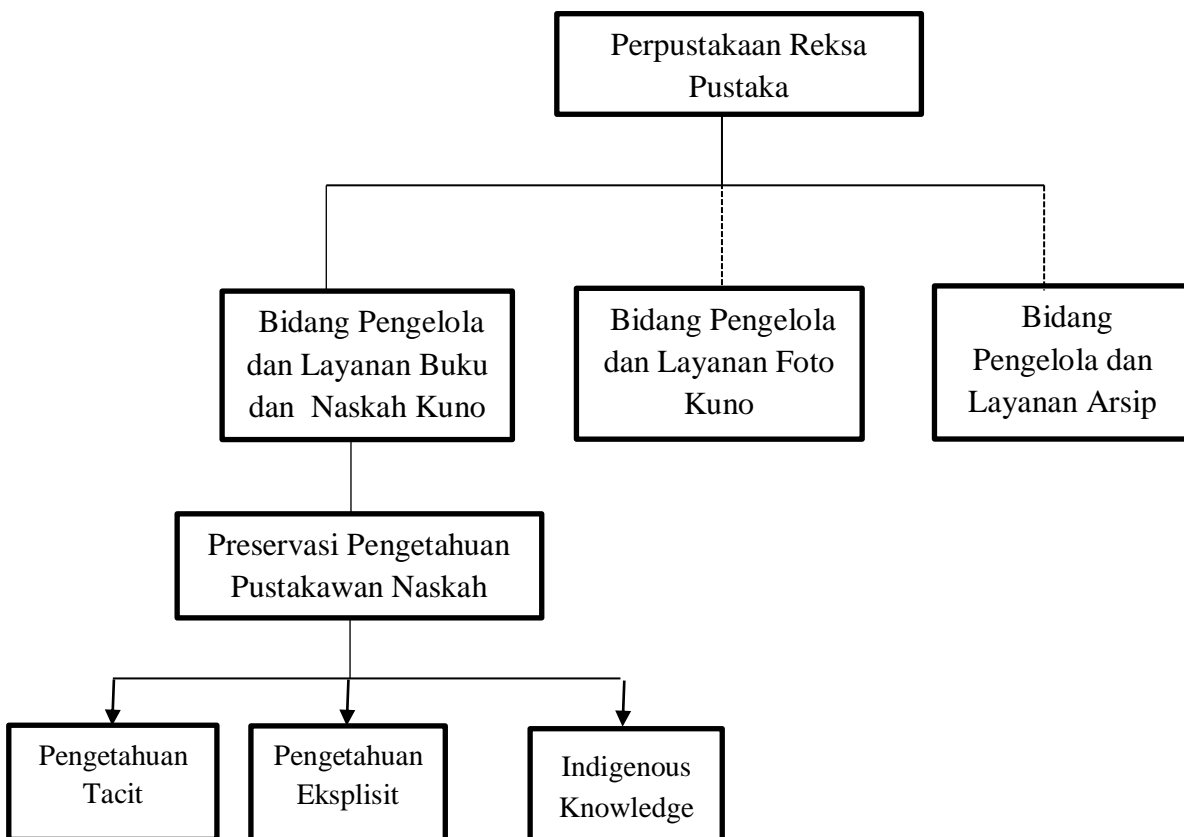 Perpustakaan Reksa
Pustaka
Bidang Pengelola
dan Layanan Buku
dan Naskah Kuno
Bidang Pengelola
dan Layanan Foto
Kuno
Bidang
Pengelola dan
Layanan Arsip
Preservasi Pengetahuan
Pustakawan Naskah
Pengetahuan
Tacit
Pengetahuan
Eksplisit
Indigenous
Knowledge